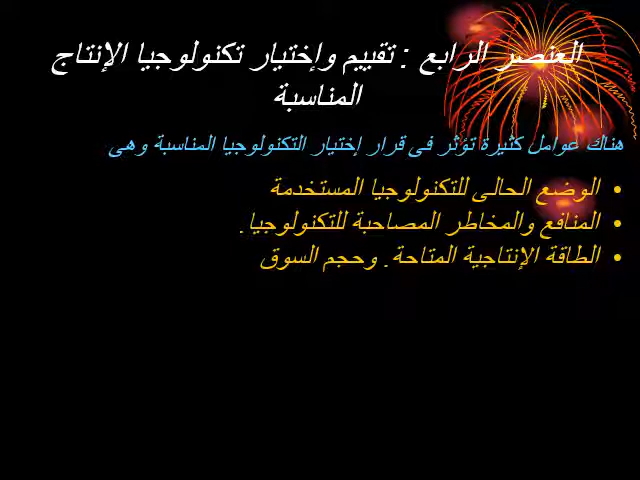 العنصر الرابع : تقييم وإختيار تكنولوجيا الإنتاج
المناسبة
هناك عوامل كثيرة تؤثر فى قرار إختيار التكنولوجيا المناسبة وهى
• الوضع الحالى للتكنولوجيا المستخدمة
• المنافع والمخاطر المصاحبة للتكنولوجيا.
• الطاقة الإنتاجية المتاحة. وحجم السوق